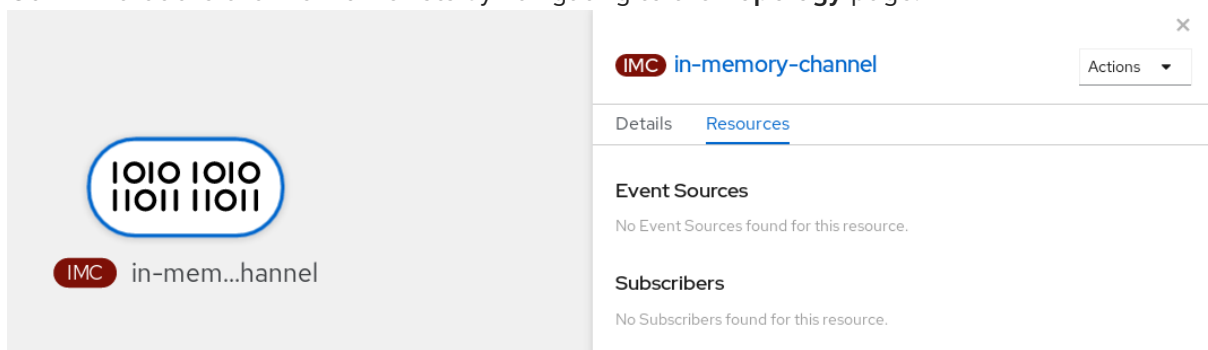 1010 1010
11011 11011
IMC in-mem...hannel
IMC in-memory-channel
Actions
Details Resources
Event Sources
No Event Sources found for this resource.
Subscribers
No Subscribers found for this resource.